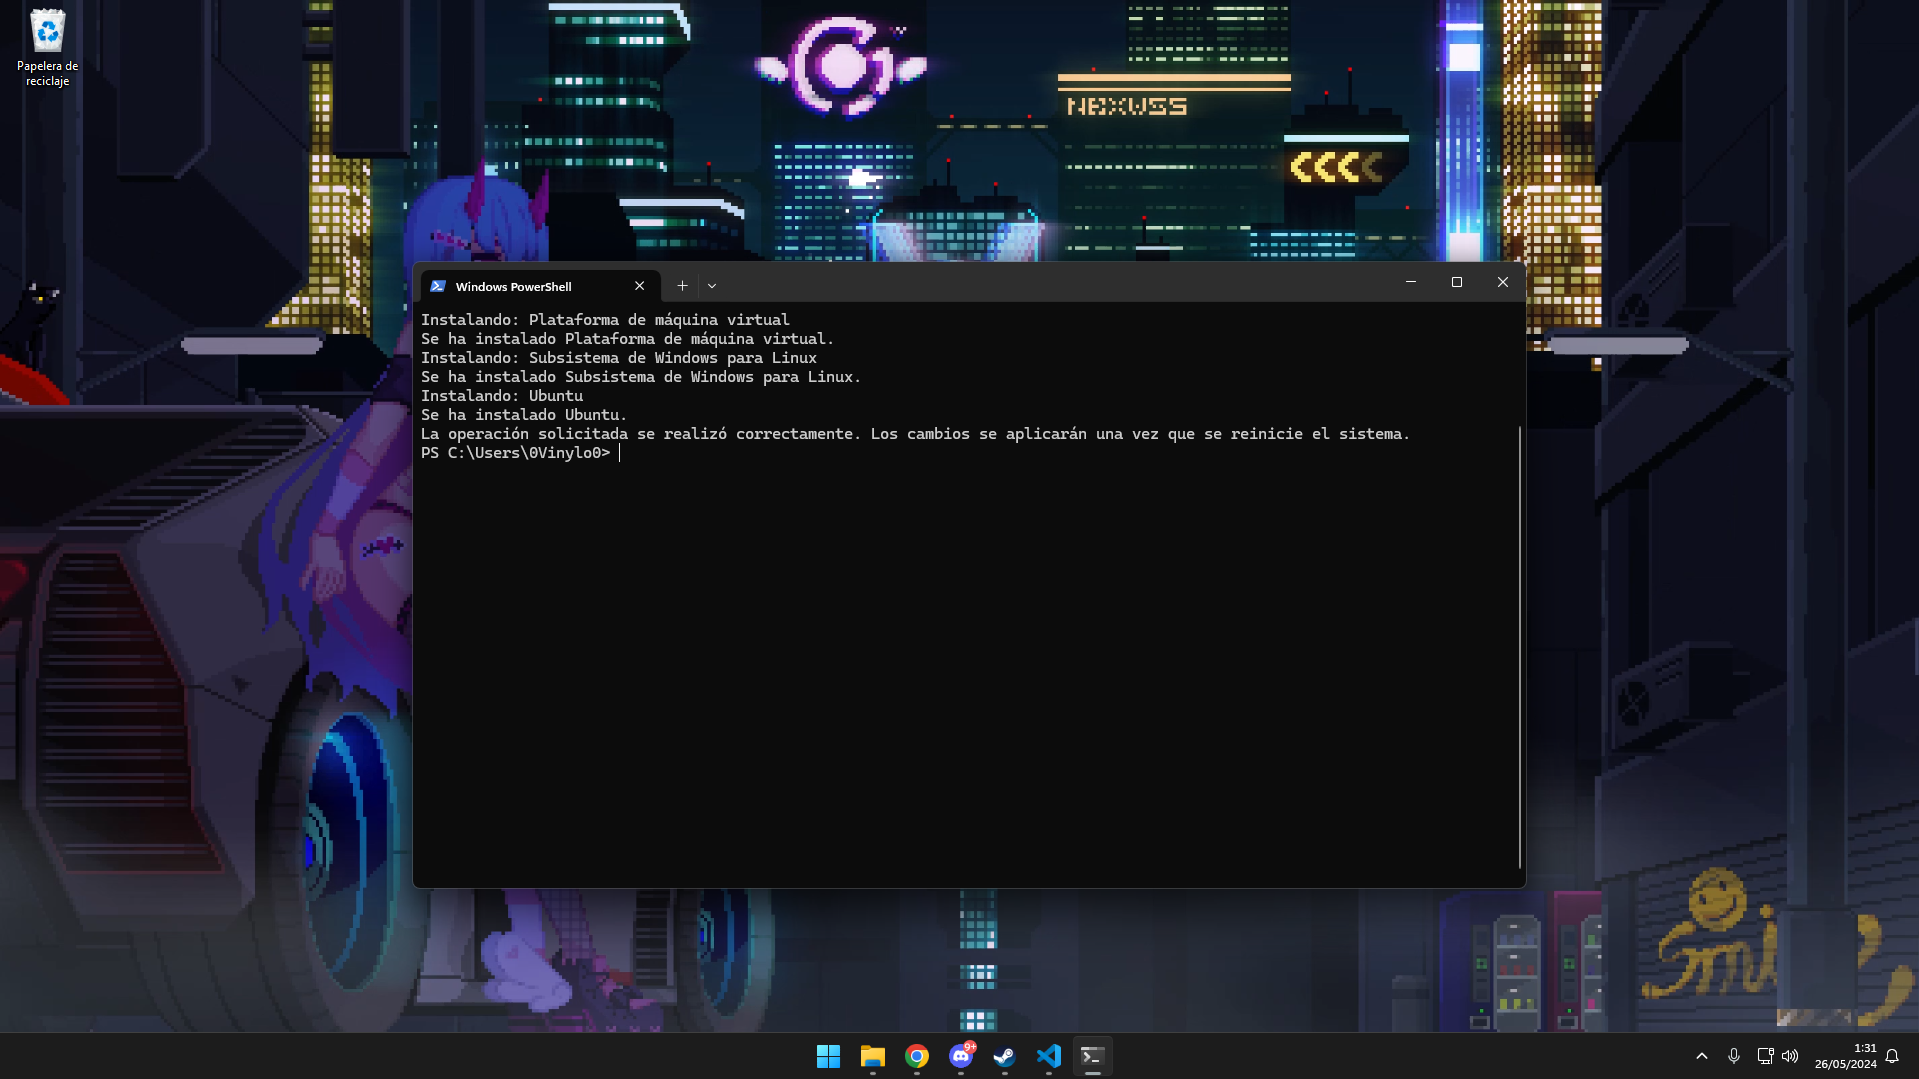 Papelera de
reciclaje
NEXWSS
Windows PowerShell
Instalando: Plataforma de máquina virtual
Se ha instalado Plataforma de máquina virtual.
Instalando: Subsistema de Windows para Linux
Se ha instalado Subsistema de Windows para Linux.
Instalando: Ubuntu
Se ha instalado Ubuntu.
La operación solicitada se realizó correctamente. Los cambios se aplicarán una vez que se reinicie el sistema.
PS C:\Users\0Vinylo0>
9+
1:31
26/05/2024